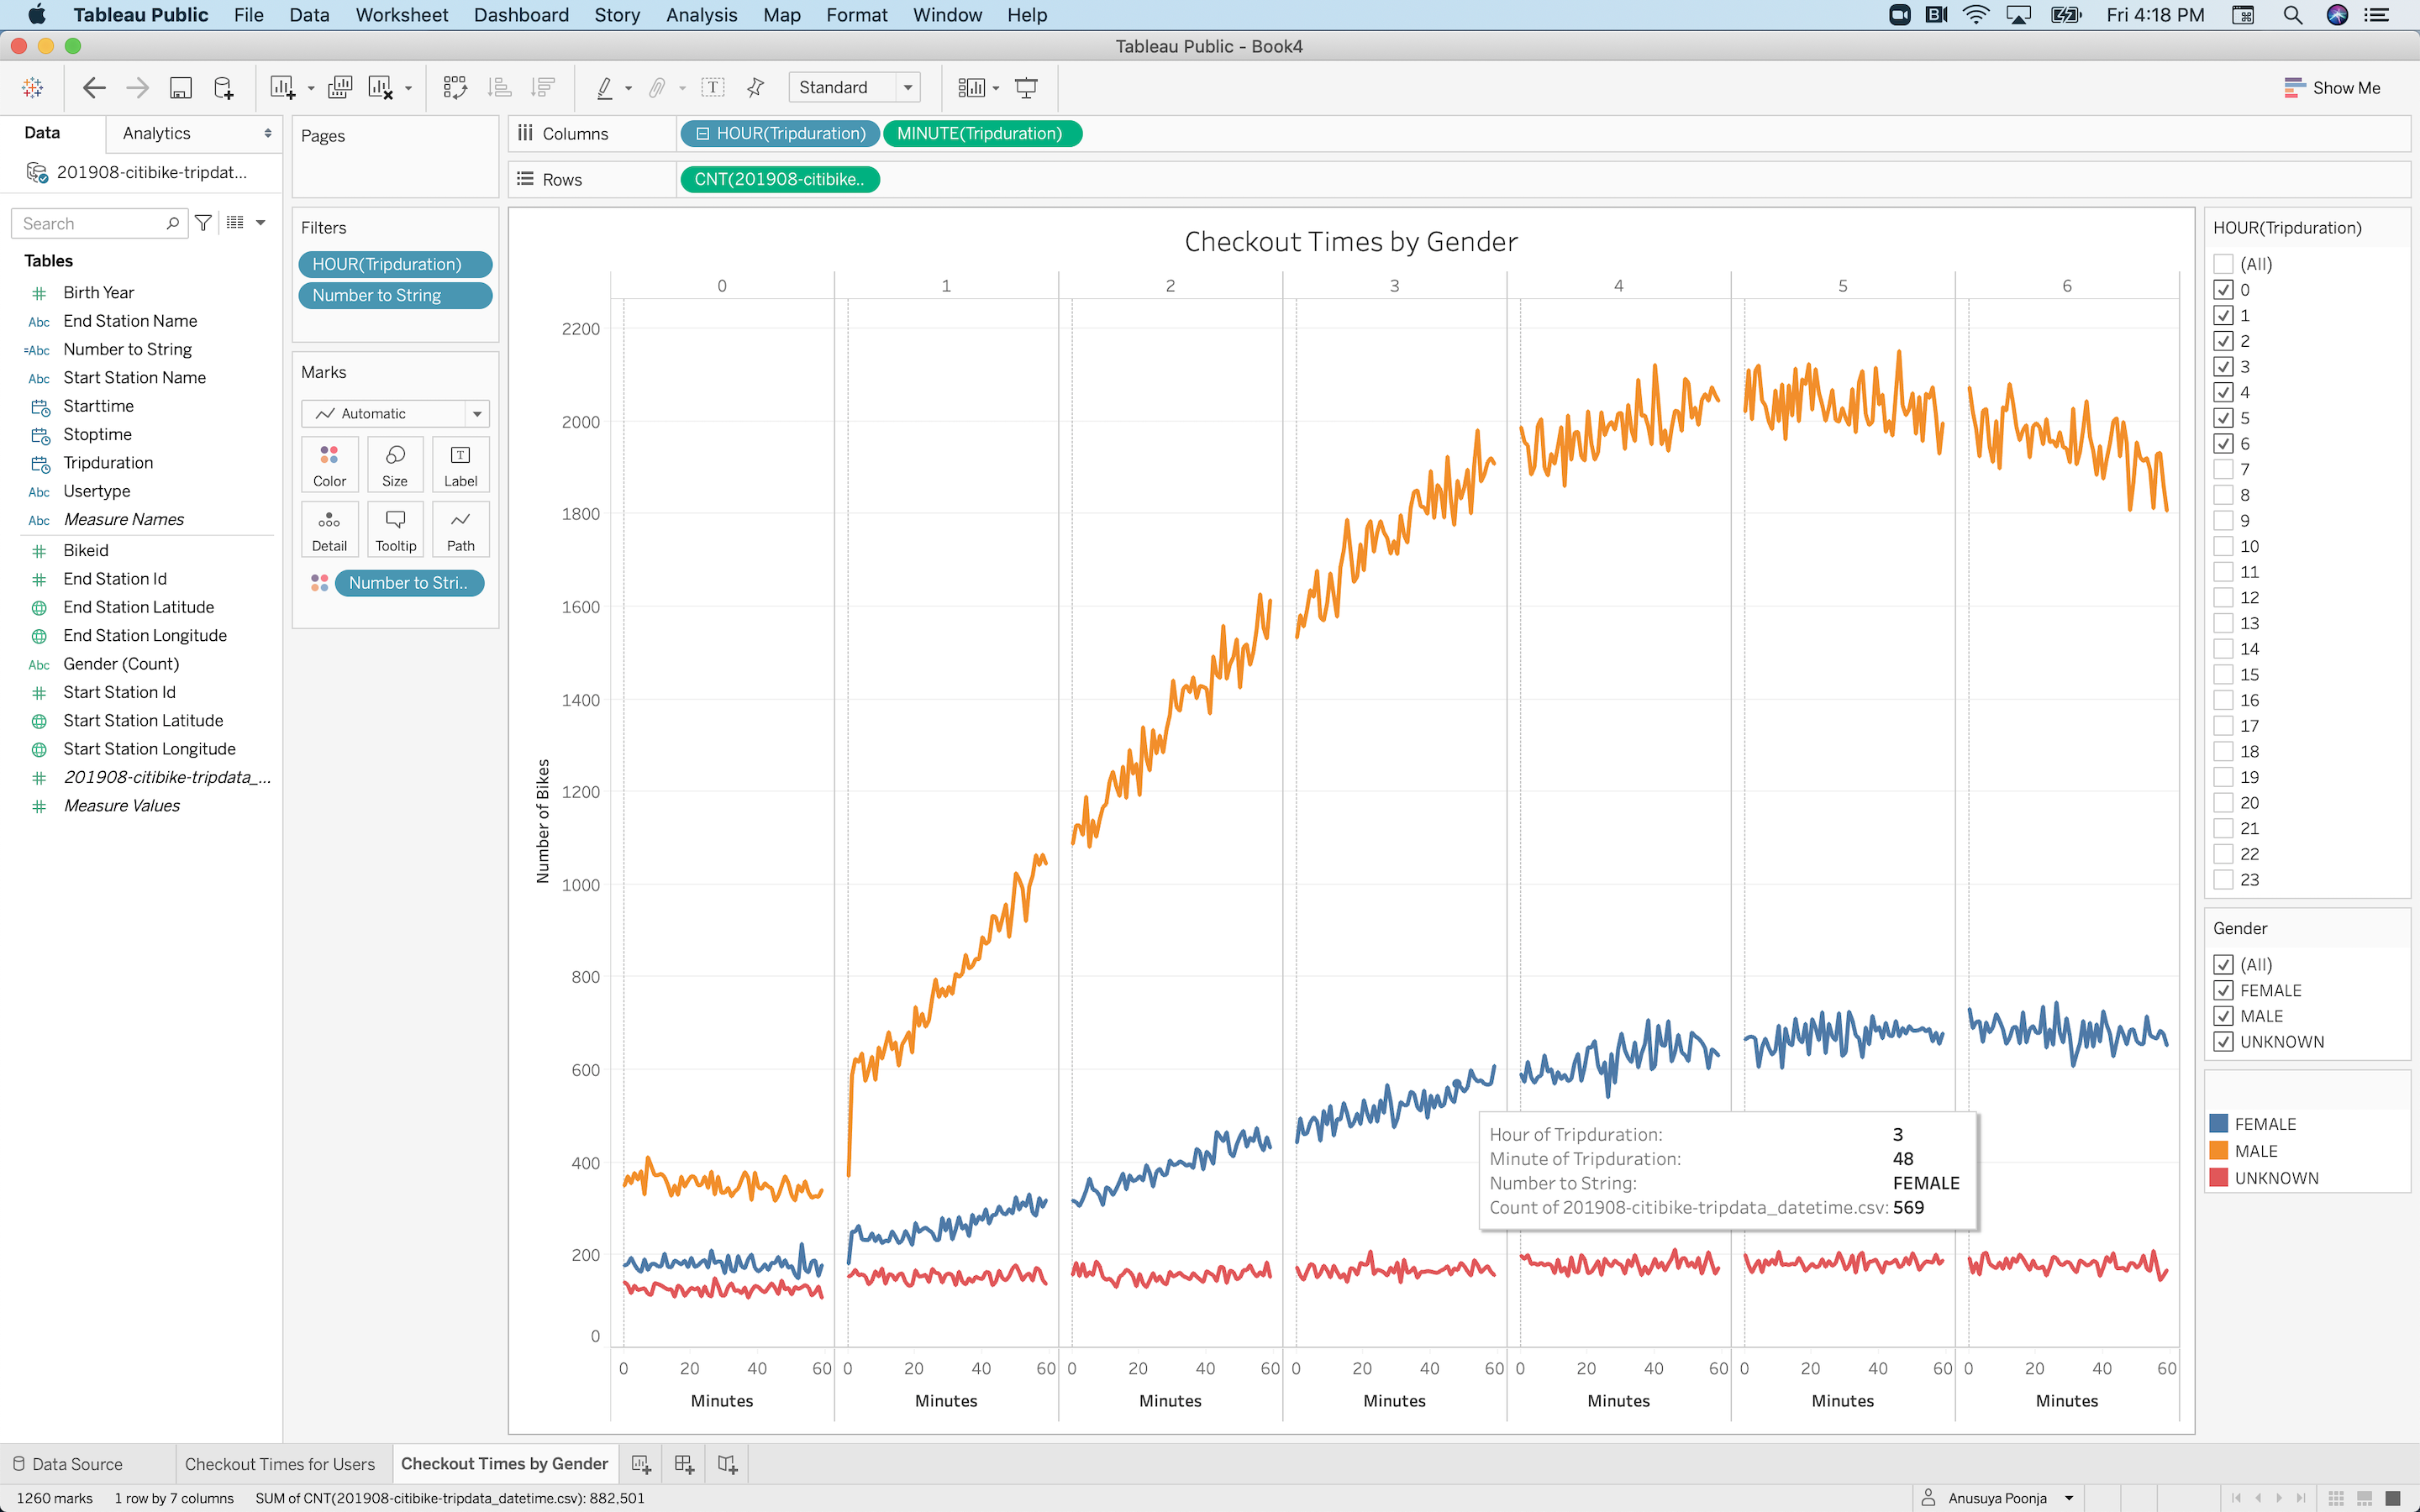 Tableau Public File Data Worksheet Dashboard Story Analysis Map Format Window Help Fri 4:18 PM
Tableau Public - Book4
Standard Show Me
Data Analytics
Pages
Columns HOUR(Tripduration) MINUTE(Tripduration)
201908-citibike-tripdat...
Rows CNT(201908-citibike..
Search
Tables
Birth Year
Abc End Station Name
=Abc Number to String
Abc Start Station Name
Starttime
Stoptime
Tripduration
Abc Usertype
Abc Measure Names
Bikeid
End Station Id
End Station Latitude
End Station Longitude
Abc Gender (Count)
Start Station Id
Start Station Latitude
Start Station Longitude
201908-citibike-tripdata_...
Measure Values
Filters
HOUR(Tripduration)
Number to String
Marks
Automatic
Color Size Label
Detail Tooltip Path
Number to Stri..
Checkout Times by Gender
0 1 2 3 4 5 6
2200
2000
1800
1600
1400
1200
1000
800
600
400
200
0
Number of Bikes
0 20 40 60 0 20 40 60 0 20 40 60 0 20 40 60 0 20 40 60 0 20 40 60 0 20 40 60
Minutes Minutes Minutes Minutes Minutes Minutes Minutes
Hour of Tripduration: 3
Minute of Tripduration: 48
Number to String: FEMALE
Count of 201908-citibike-tripdata_datetime.csv: 569
HOUR(Tripduration)
(All)
0
1
2
3
4
5
6
7
8
9
10
11
12
13
14
15
16
17
18
19
20
21
22
23
Gender
(All)
FEMALE
MALE
UNKNOWN
FEMALE
MALE
UNKNOWN
Data Source Checkout Times for Users Checkout Times by Gender
1260 marks 1 row by 7 columns SUM of CNT(201908-citibike-tripdata_datetime.csv): 882,501 Anusuya Poonja